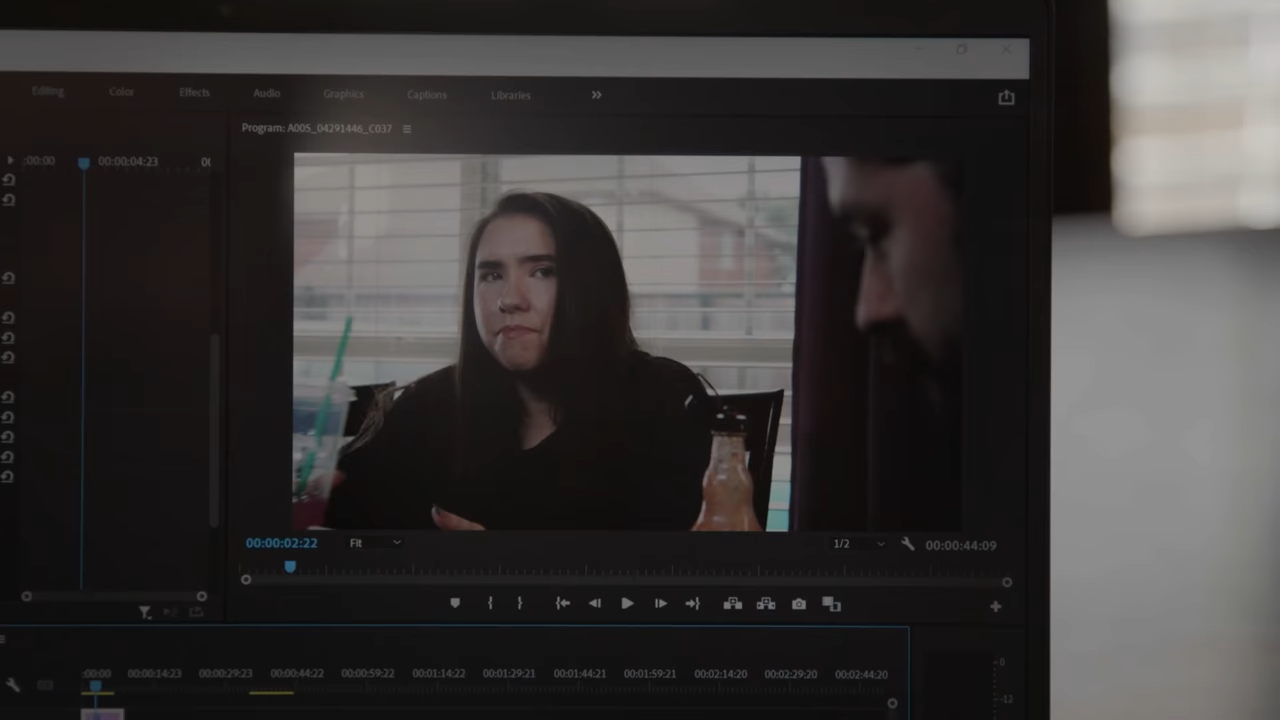 Editing Color Effects Audio Graphics Captions Libraries
Program: A005_04291446_C037
:00:00 00:00:04:23 00
00:00:02:22 Fit 1/2 00:00:44:09
:00:00 00:00:14:23 00:00:29:23 00:00:44:22 00:00:59:22 00:01:14:22 00:01:29:21 00:01:44:21 00:01:59:21 00:02:14:20 00:02:29:20 00:02:44:20
0
-12